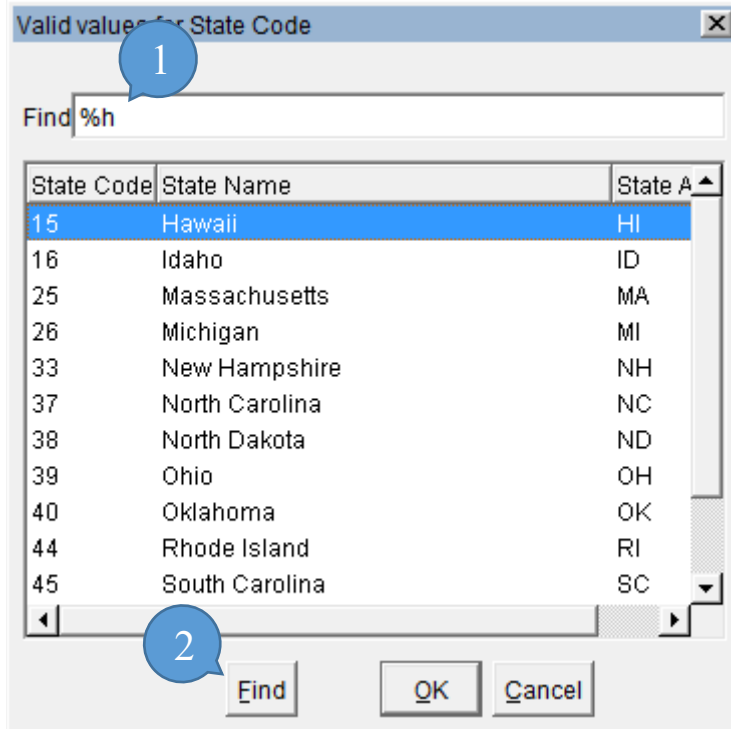 Valid values for State Code
1
Find %h
State Code State Name State A
15 Hawaii HI
16 Idaho ID
25 Massachusetts MA
26 Michigan MI
33 New Hampshire NH
37 North Carolina NC
38 North Dakota ND
39 Ohio OH
40 Oklahoma OK
44 Rhode Island RI
45 South Carolina SC
2
Find OK Cancel